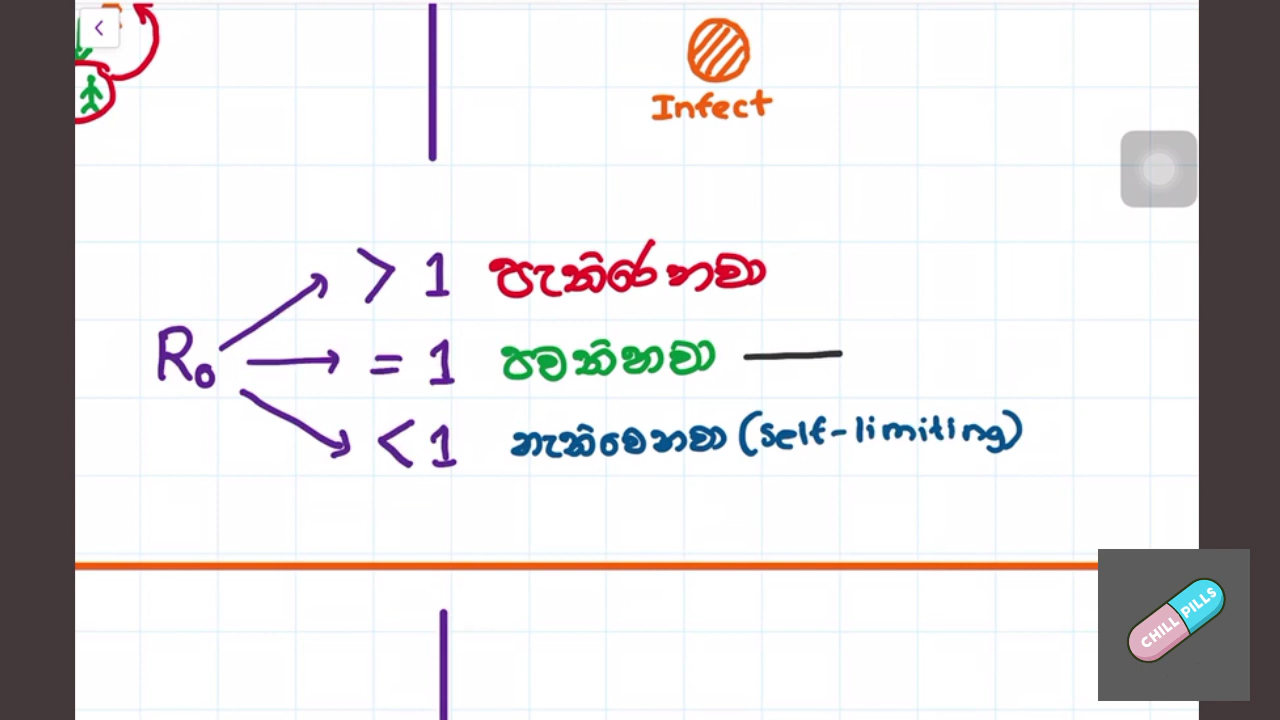 Infect
> 1 පැතිරෙනවා
R₀ = 1 පවතිනවා
< 1 නැතිවෙනවා (self-limiting)
CHILL PILLS